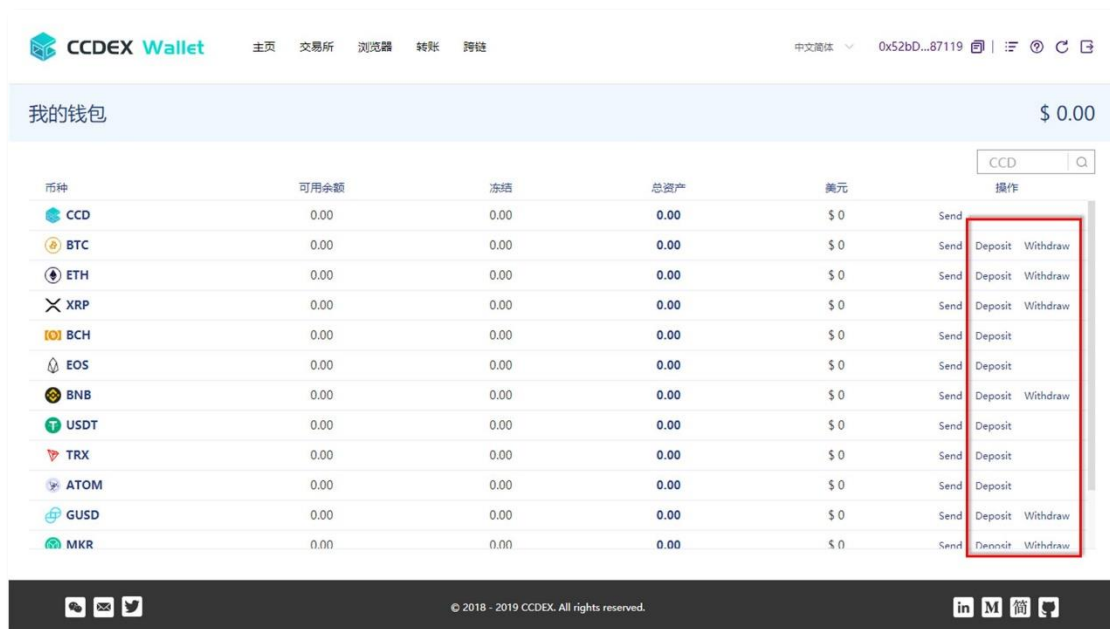 CCDEX Wallet 主页 交易所 浏览器 转账 跨链 中文简体 0x52bD...87119
我的钱包 $ 0.00
CCD
币种 可用余额 冻结 总资产 美元 操作
CCD 0.00 0.00 0.00 $ 0 Send
BTC 0.00 0.00 0.00 $ 0 Send Deposit Withdraw
ETH 0.00 0.00 0.00 $ 0 Send Deposit Withdraw
XRP 0.00 0.00 0.00 $ 0 Send Deposit Withdraw
BCH 0.00 0.00 0.00 $ 0 Send Deposit
EOS 0.00 0.00 0.00 $ 0 Send Deposit
BNB 0.00 0.00 0.00 $ 0 Send Deposit Withdraw
USDT 0.00 0.00 0.00 $ 0 Send Deposit
TRX 0.00 0.00 0.00 $ 0 Send Deposit
ATOM 0.00 0.00 0.00 $ 0 Send Deposit
GUSD 0.00 0.00 0.00 $ 0 Send Deposit Withdraw
MKR 0.00 0.00 0.00 $ 0 Send Deposit Withdraw
© 2018 - 2019 CCDEX. All rights reserved. in M 简